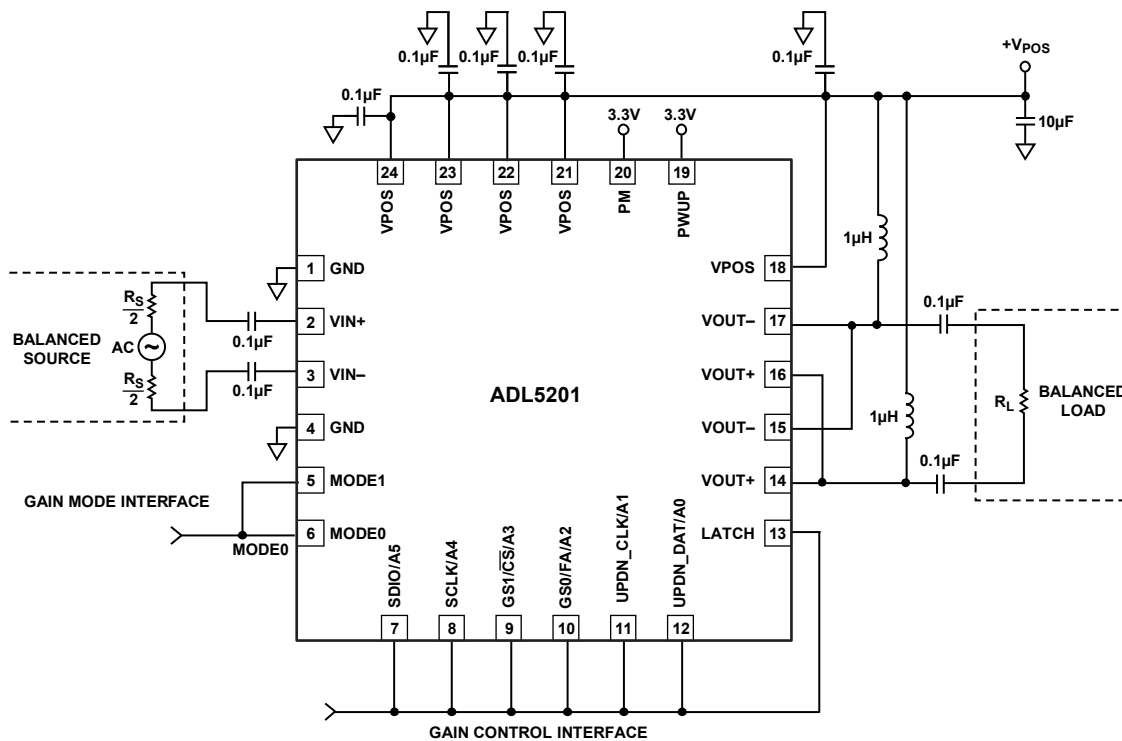 0.1µF
0.1µF
0.1µF
0.1µF
+VPOS
0.1µF
3.3V
3.3V
10µF
24
23
22
21
20
19
VPOS
VPOS
VPOS
VPOS
PM
PWUP
1µH
1
GND
VPOS
18
RS
2
0.1µF
2
VIN+
VOUT–
17
0.1µF
BALANCED
SOURCE
AC
RS
2
0.1µF
3
VIN–
ADL5201
VOUT+
16
RL
BALANCED
LOAD
1µH
4
GND
VOUT–
15
0.1µF
5
MODE1
VOUT+
14
GAIN MODE INTERFACE
6
MODE0
MODE0
LATCH
13
SDIO/A5
SCLK/A4
GS1/C̅S̅/A3
GS0/FA/A2
UPDN_CLK/A1
UPDN_DAT/A0
7
8
9
10
11
12
GAIN CONTROL INTERFACE